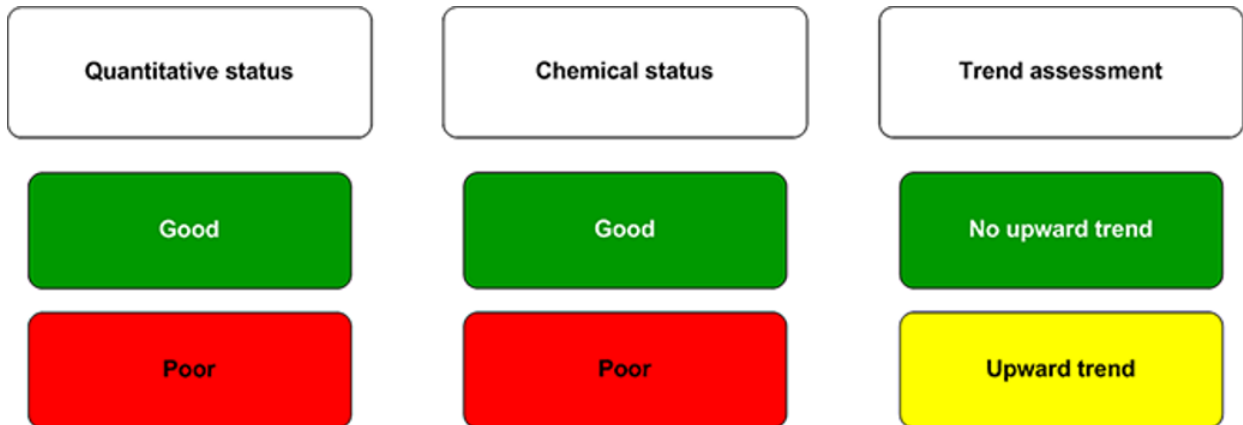 Quantitative status
Chemical status
Trend assessment
Good
Good
No upward trend
Poor
Poor
Upward trend